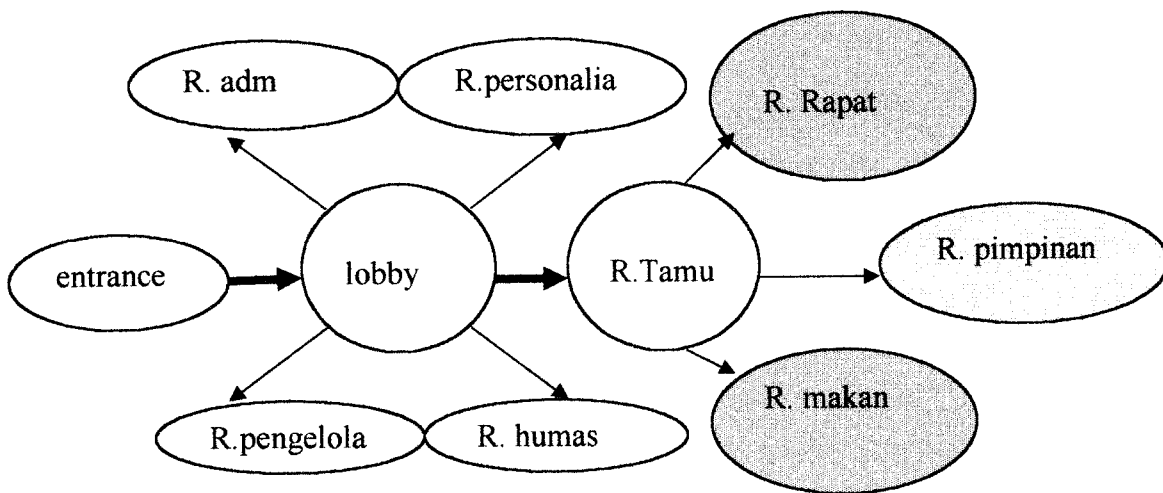 R. adm
R.personalia
R. Rapat
entrance
lobby
R.Tamu
R. pimpinan
R.pengelola
R. humas
R. makan